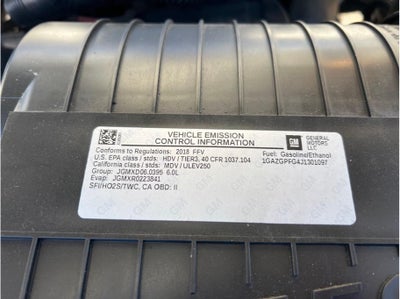 VEHICLE EMISSION
CONTROL INFORMATION
GM
GENERAL
MOTORS
LLC
Conforms to Regulations: 2018 FFV
Fuel: Gasoline/Ethanol
U.S. EPA class / stds: HDV / TIER3, 40 CFR 1037.104
1GAZGPFG4J1301097
California class / stds: MDV / ULEV250
Group: JGMXD06.0395 6.0L
Evap: JGMXR0223841
SFI/HO2S/TWC, CA OBD: II